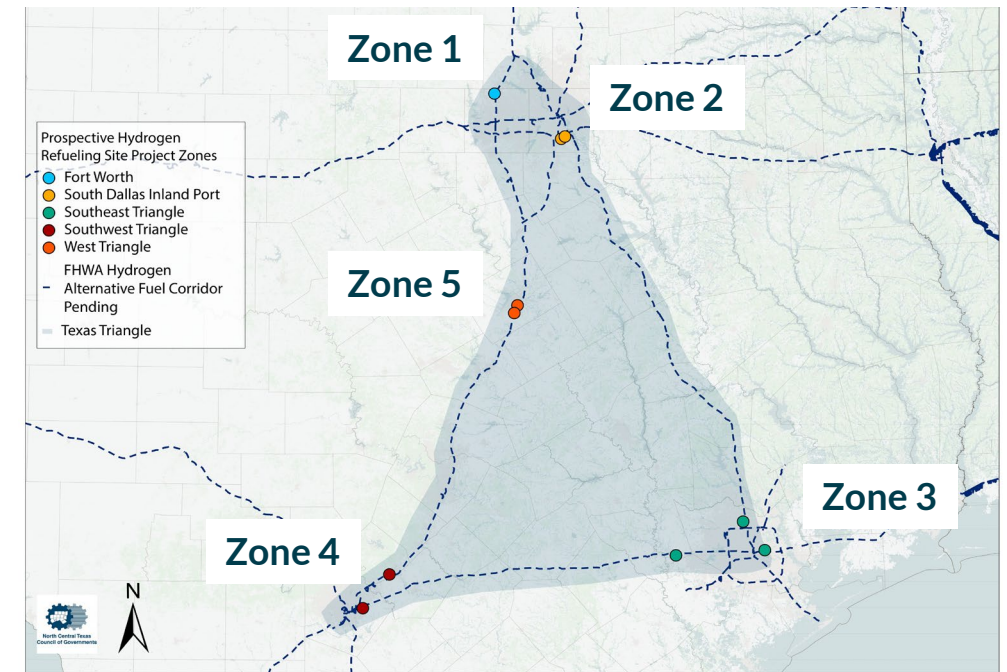 Zone 1
Zone 2
Prospective Hydrogen
Refueling Site Project Zones
Fort Worth
South Dallas Inland Port
Southeast Triangle
Southwest Triangle
West Triangle
FHWA Hydrogen
Alternative Fuel Corridor
Pending
Texas Triangle
Zone 5
Zone 3
Zone 4
N
North Central Texas
Council of Governments